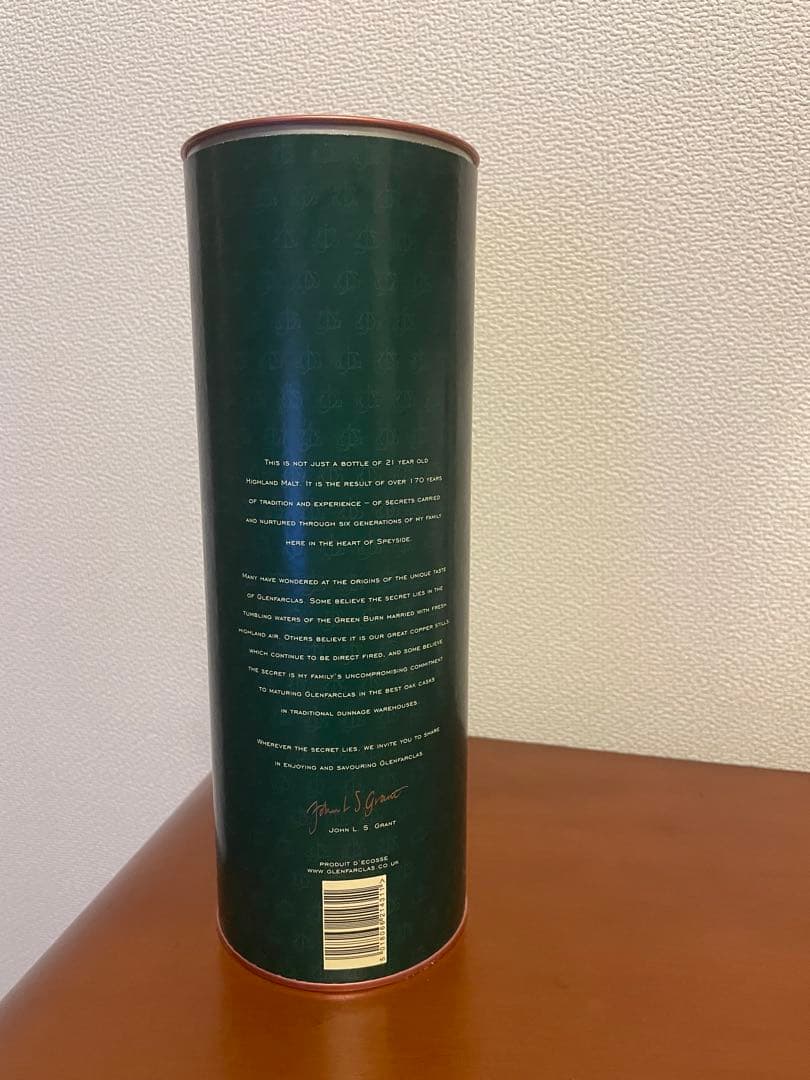 This is not just a bottle of 21 year old
Highland Malt. It is the result of over 170 years
of tradition and experience – of secrets carried
and nurtured through six generations of my family
here in the heart of Speyside.
Many have wondered at the origins of the unique taste
of Glenfarclas. Some believe the secret lies in the
tumbling waters of the Green Burn married with fresh
highland air. Others believe it is our great copper stills,
which continue to be direct fired, and some believe
the secret is my family's uncompromising commitment
to maturing Glenfarclas in the best oak casks
in traditional dunnage warehouses.
Wherever the secret lies, we invite you to share
in enjoying and savouring Glenfarclas.
John L S Grant
John L. S Grant
PRODUIT D'ECOSSE
WWW.GLENFARCLAS.CO.UK
5 018066 214311 >